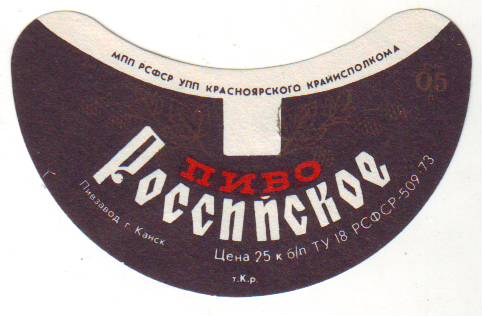 МПП РСФСР УПП КРАСНОЯРСКОГО КРАЙИСПОЛКОМА
0,5
ПИВО
Российское
Пивзавод г. Канск
Цена 25 к б/п ТУ 18 РСФСР-509-73
т.К.р.